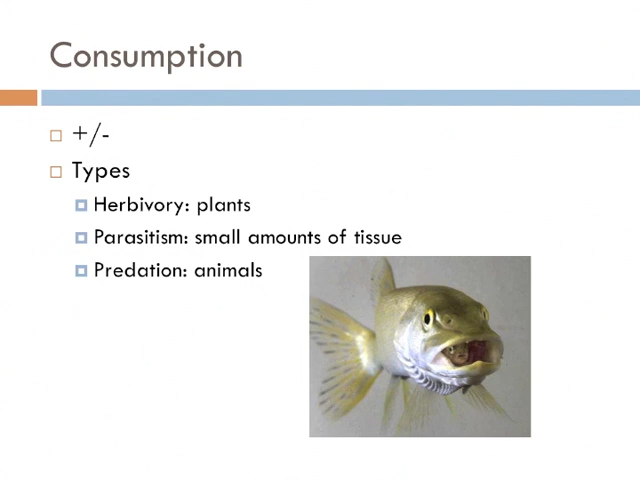 Consumption
+/-
Types
Herbivory: plants
Parasitism: small amounts of tissue
Predation: animals